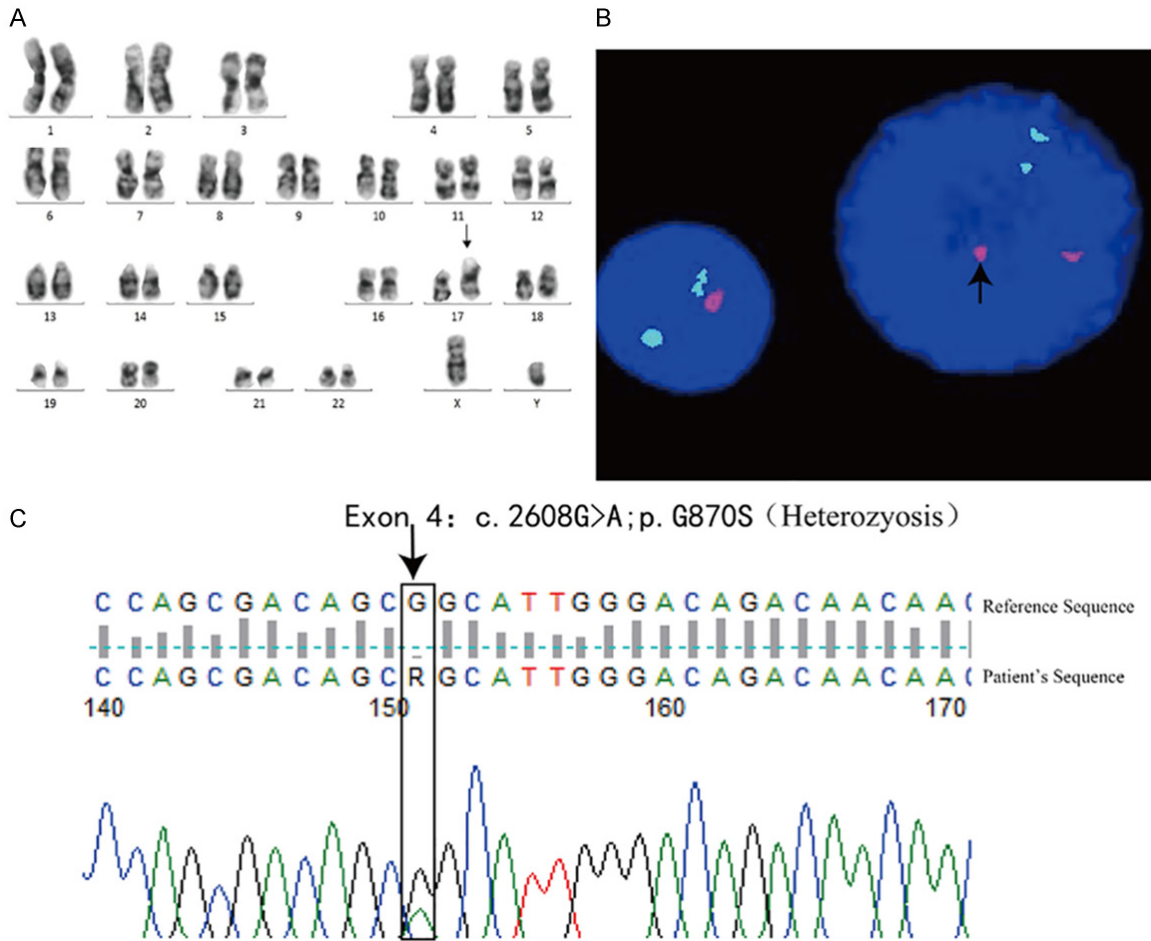 A
B
1 2 3 4 5
6 7 8 9 10 11 12
13 14 15 16 17 18
19 20 21 22 X Y
C
Exon 4: c.2608G>A;p.G870S（Heterozyosis）
C C A G C G A C A G C G G C A T T G G G A C A G A C A A C A A C Reference Sequence
C C A G C G A C A G C R G C A T T G G G A C A G A C A A C A A C Patient's Sequence
140 150 160 170